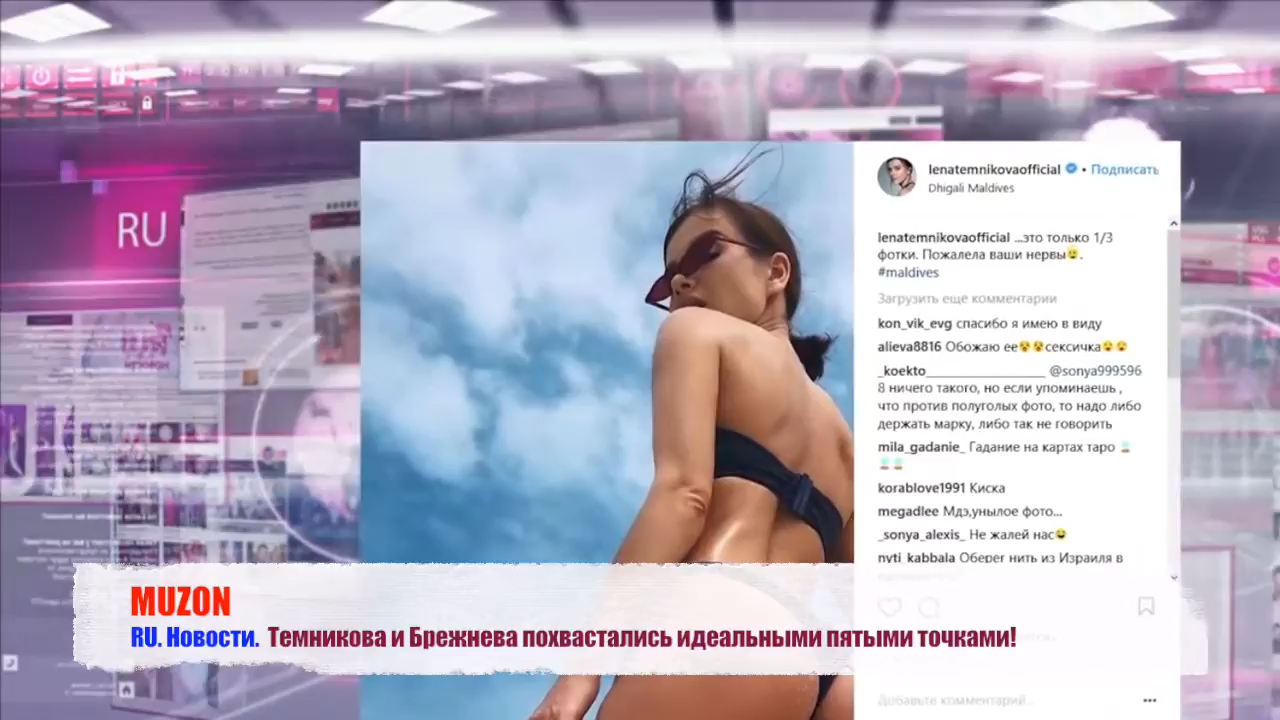 RU
lenatemnikovaofficial • Подписать
Dhigali Maldives
lenatemnikovaofficial ...это только 1/3
фотки. Пожалела ваши нервы.
#maldives
Загрузить ещё комментарии
kon_vik_evg спасибо я имею в виду
alieva8816 Обожаю ее😵😵сексичка😲😲
_koekto____________________ @sonya999596
8 ничего такого, но если упоминаешь ,
что против полуголых фото, то надо либо
держать марку, либо так не говорить
mila_gadanie_ Гадание на картах таро
korablove1991 Киска
megadlee Мдэ,унылое фото...
_sonya_alexis_ Не жалей нас😂
nyti_kabbala Оберег нить из Израиля в
MUZON
RU. Новости. Темникова и Брежнева похвастались идеальными пятыми точками!
Добавьте комментарий...